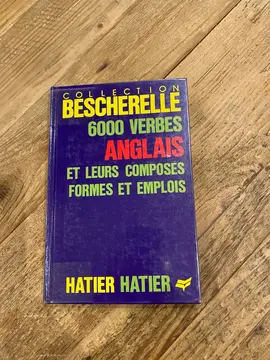 COLLECTION
BESCHERELLE
6000 VERBES
ANGLAIS
ET LEURS COMPOSES
FORMES ET EMPLOIS
HATIER HATIER